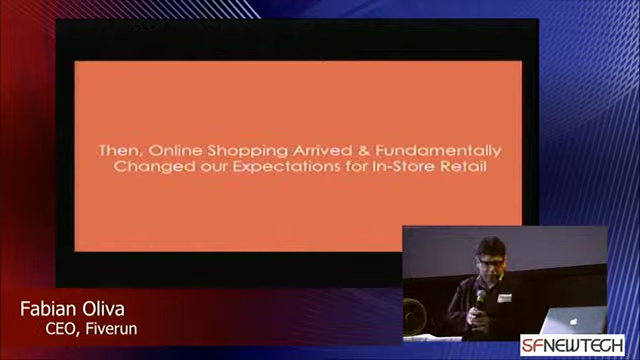 Then, Online Shopping Arrived & Fundamentally
Changed our Expectations for In-Store Retail
Fabian Oliva
CEO, Fiverun
SFNEWTECH